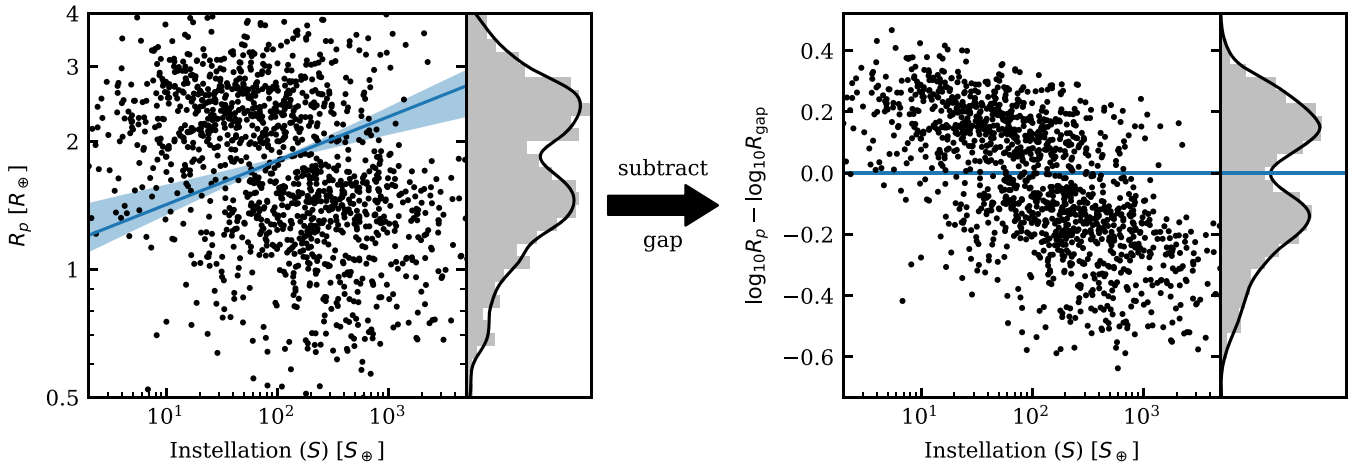 4
3
2
1
0.5
R_p [R_⊕]
10^1
10^2
10^3
Instellation (S) [S_⊕]
subtract
gap
0.4
0.2
0.0
−0.2
−0.4
−0.6
log_10 R_p − log_10 R_gap
10^1
10^2
10^3
Instellation (S) [S_⊕]